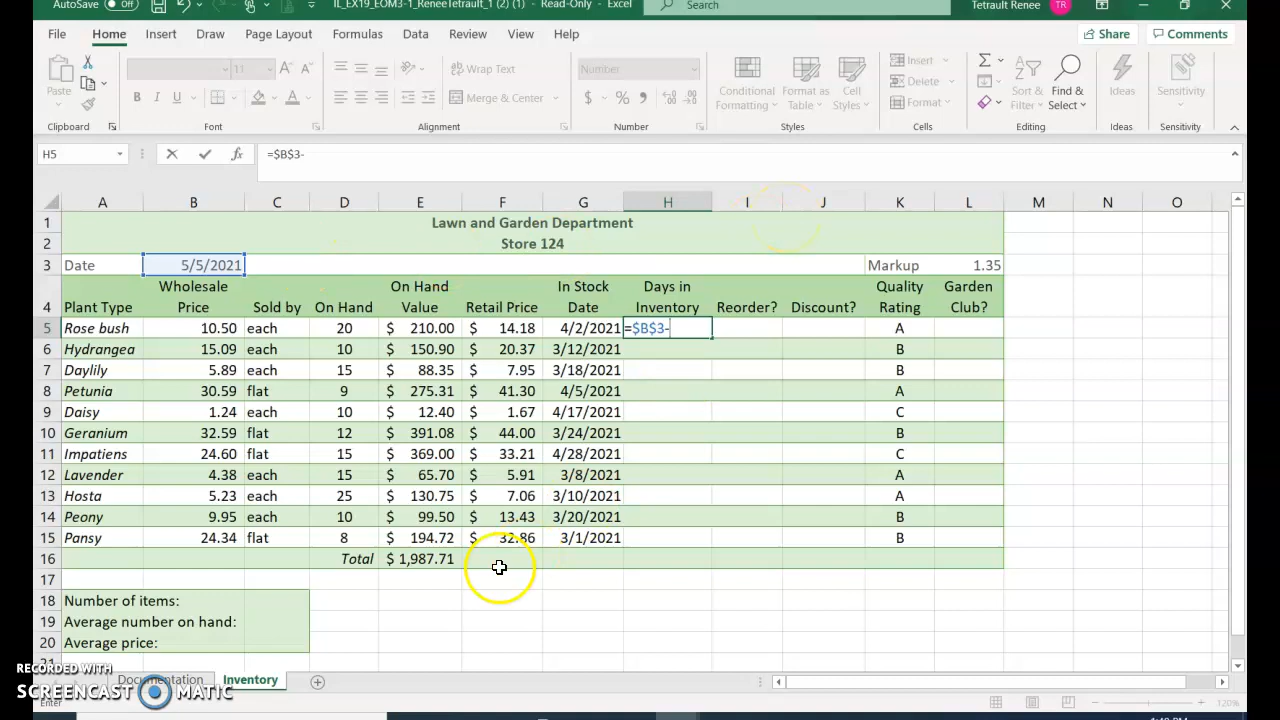 AutoSave Off IL_EX19_EOM3-1_ReneeTetrault_1 (2) (1) - Read-Only - Excel Search Tetrault Renee TR
File Home Insert Draw Page Layout Formulas Data Review View Help Share Comments
Paste 11 A A Wrap Text Number Conditional Formatting Format as Table Cell Styles Insert Delete Format Sort & Filter Find & Select Ideas Sensitivity
B I U A Merge & Center $ %
Clipboard Font Alignment Number Styles Cells Editing Ideas Sensitivity
H5 fx =$B$3-
A B C D E F G H I J K L M N O
1 Lawn and Garden Department
2 Store 124
3 Date 5/5/2021 Markup 1.35
Wholesale On Hand In Stock Days in Quality Garden
4 Plant Type Price Sold by On Hand Value Retail Price Date Inventory Reorder? Discount? Rating Club?
5 Rose bush 10.50 each 20 $ 210.00 $ 14.18 4/2/2021 =$B$3- A
6 Hydrangea 15.09 each 10 $ 150.90 $ 20.37 3/12/2021 B
7 Daylily 5.89 each 15 $ 88.35 $ 7.95 3/18/2021 B
8 Petunia 30.59 flat 9 $ 275.31 $ 41.30 4/5/2021 A
9 Daisy 1.24 each 10 $ 12.40 $ 1.67 4/17/2021 C
10 Geranium 32.59 flat 12 $ 391.08 $ 44.00 3/24/2021 B
11 Impatiens 24.60 flat 15 $ 369.00 $ 33.21 4/28/2021 C
12 Lavender 4.38 each 15 $ 65.70 $ 5.91 3/8/2021 A
13 Hosta 5.23 each 25 $ 130.75 $ 7.06 3/10/2021 A
14 Peony 9.95 each 10 $ 99.50 $ 13.43 3/20/2021 B
15 Pansy 24.34 flat 8 $ 194.72 $ 32.86 3/1/2021 B
16 Total $ 1,987.71
17
18 Number of items:
19 Average number on hand:
20 Average price:
RECORDED WITH
Documentation Inventory
SCREENCAST MATIC
Enter 120%